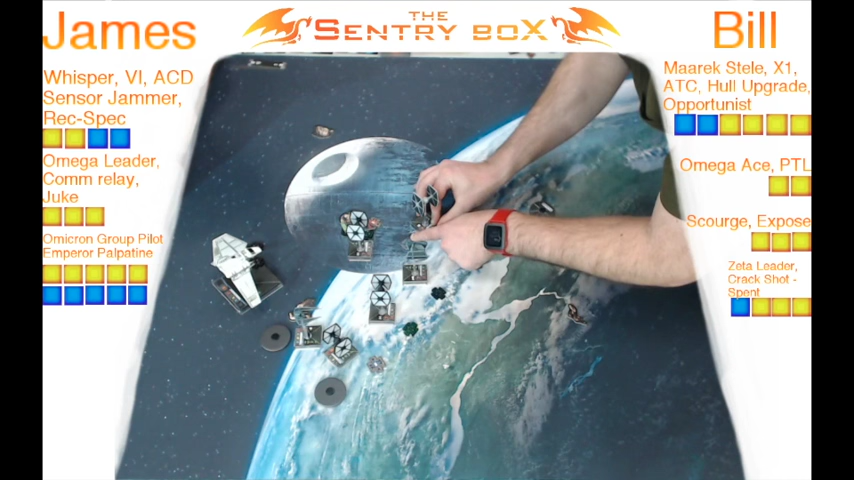 James
THE
SENTRY BOX
Bill
Whisper, VI, ACD
Sensor Jammer,
Rec-Spec
Omega Leader,
Comm relay,
Juke
Omicron Group Pilot
Emperor Palpatine
Maarek Stele, X1,
ATC, Hull Upgrade,
Opportunist
Omega Ace, PTL
Scourge, Expose
Zeta Leader,
Crack Shot -
Spent